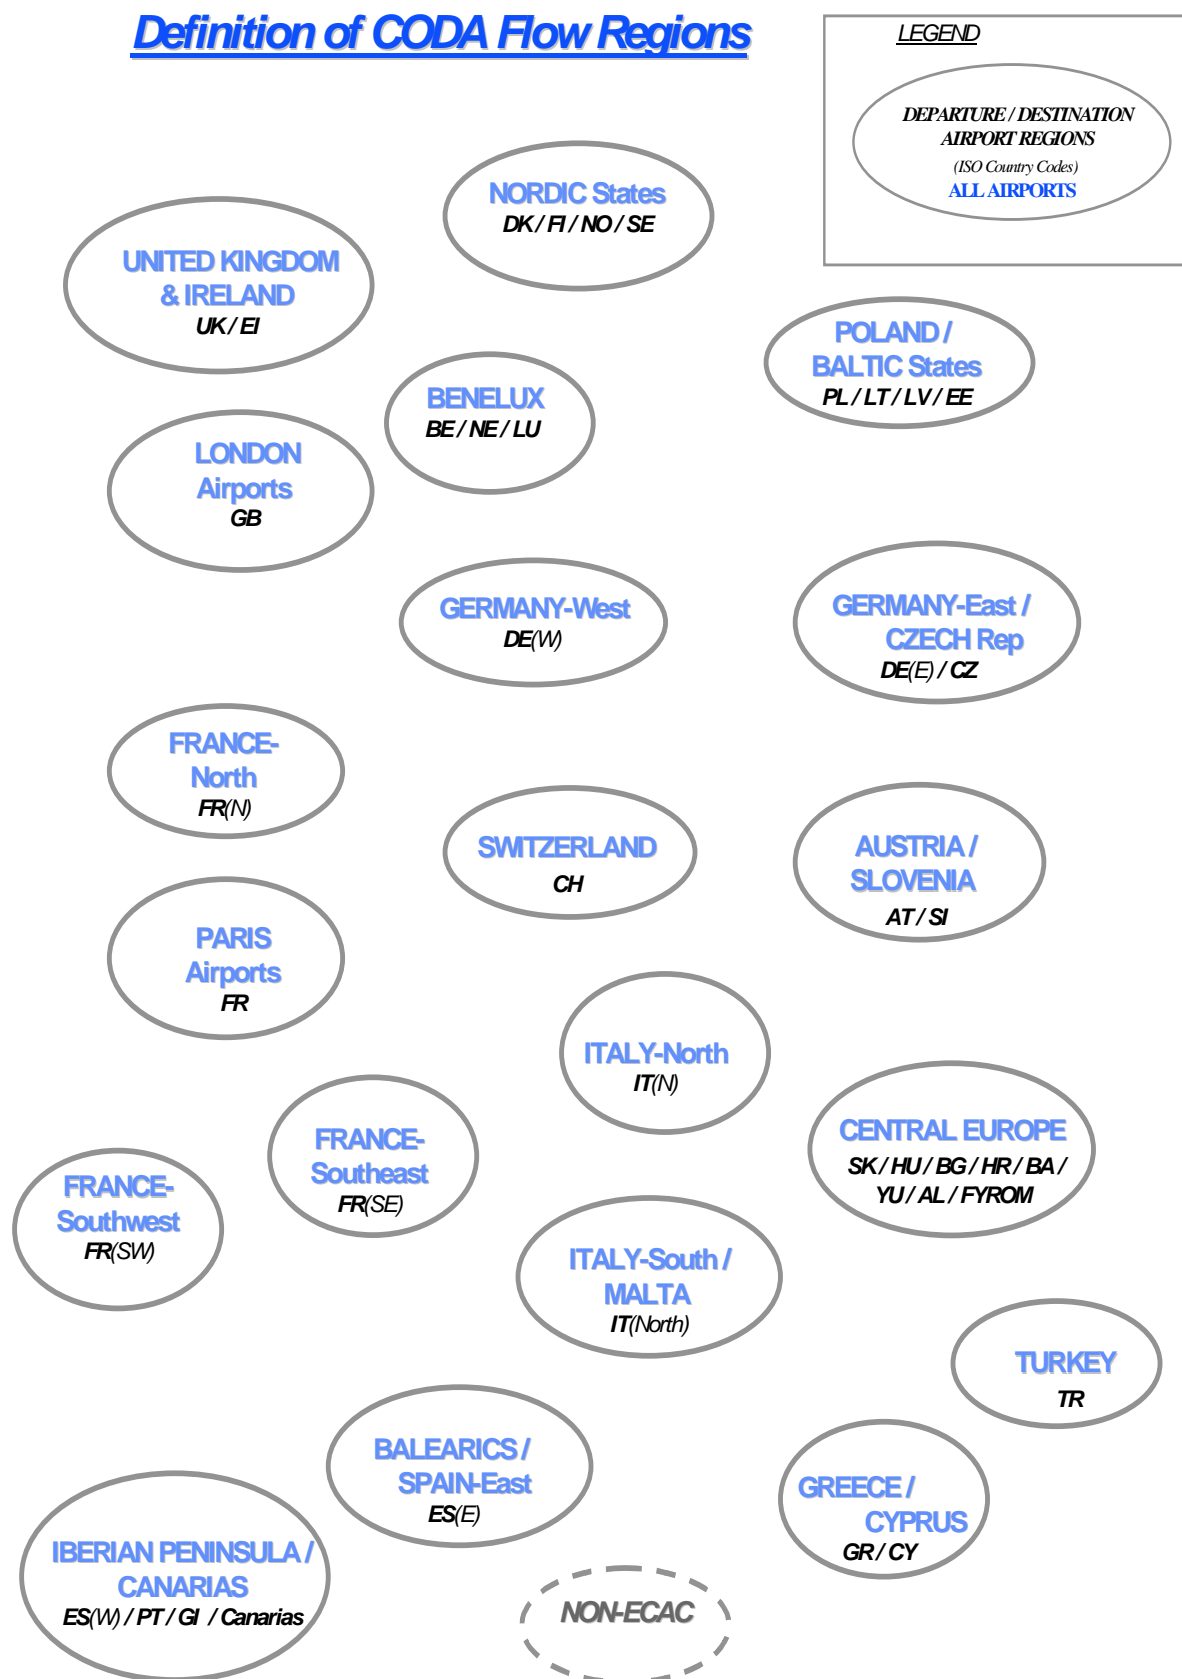 Definition of CODA Flow Regions
LEGEND
DEPARTURE / DESTINATION
AIRPORT REGIONS
(ISO Country Codes)
ALL AIRPORTS
NORDIC States
DK / FI / NO / SE
UNITED KINGDOM
& IRELAND
UK / EI
POLAND /
BALTIC States
PL / LT / LV / EE
BENELUX
BE / NE / LU
LONDON
Airports
GB
GERMANY-West
DE(W)
GERMANY-East /
CZECH Rep
DE(E) / CZ
FRANCE-
North
FR(N)
SWITZERLAND
CH
AUSTRIA /
SLOVENIA
AT / SI
PARIS
Airports
FR
ITALY-North
IT(N)
FRANCE-
Southeast
FR(SE)
CENTRAL EUROPE
SK / HU / BG / HR / BA /
YU / AL / FYROM
FRANCE-
Southwest
FR(SW)
ITALY-South /
MALTA
IT(North)
TURKEY
TR
BALEARICS /
SPAIN-East
ES(E)
GREECE /
CYPRUS
GR / CY
IBERIAN PENINSULA /
CANARIAS
ES(W) / PT / GI / Canarias
NON-ECAC